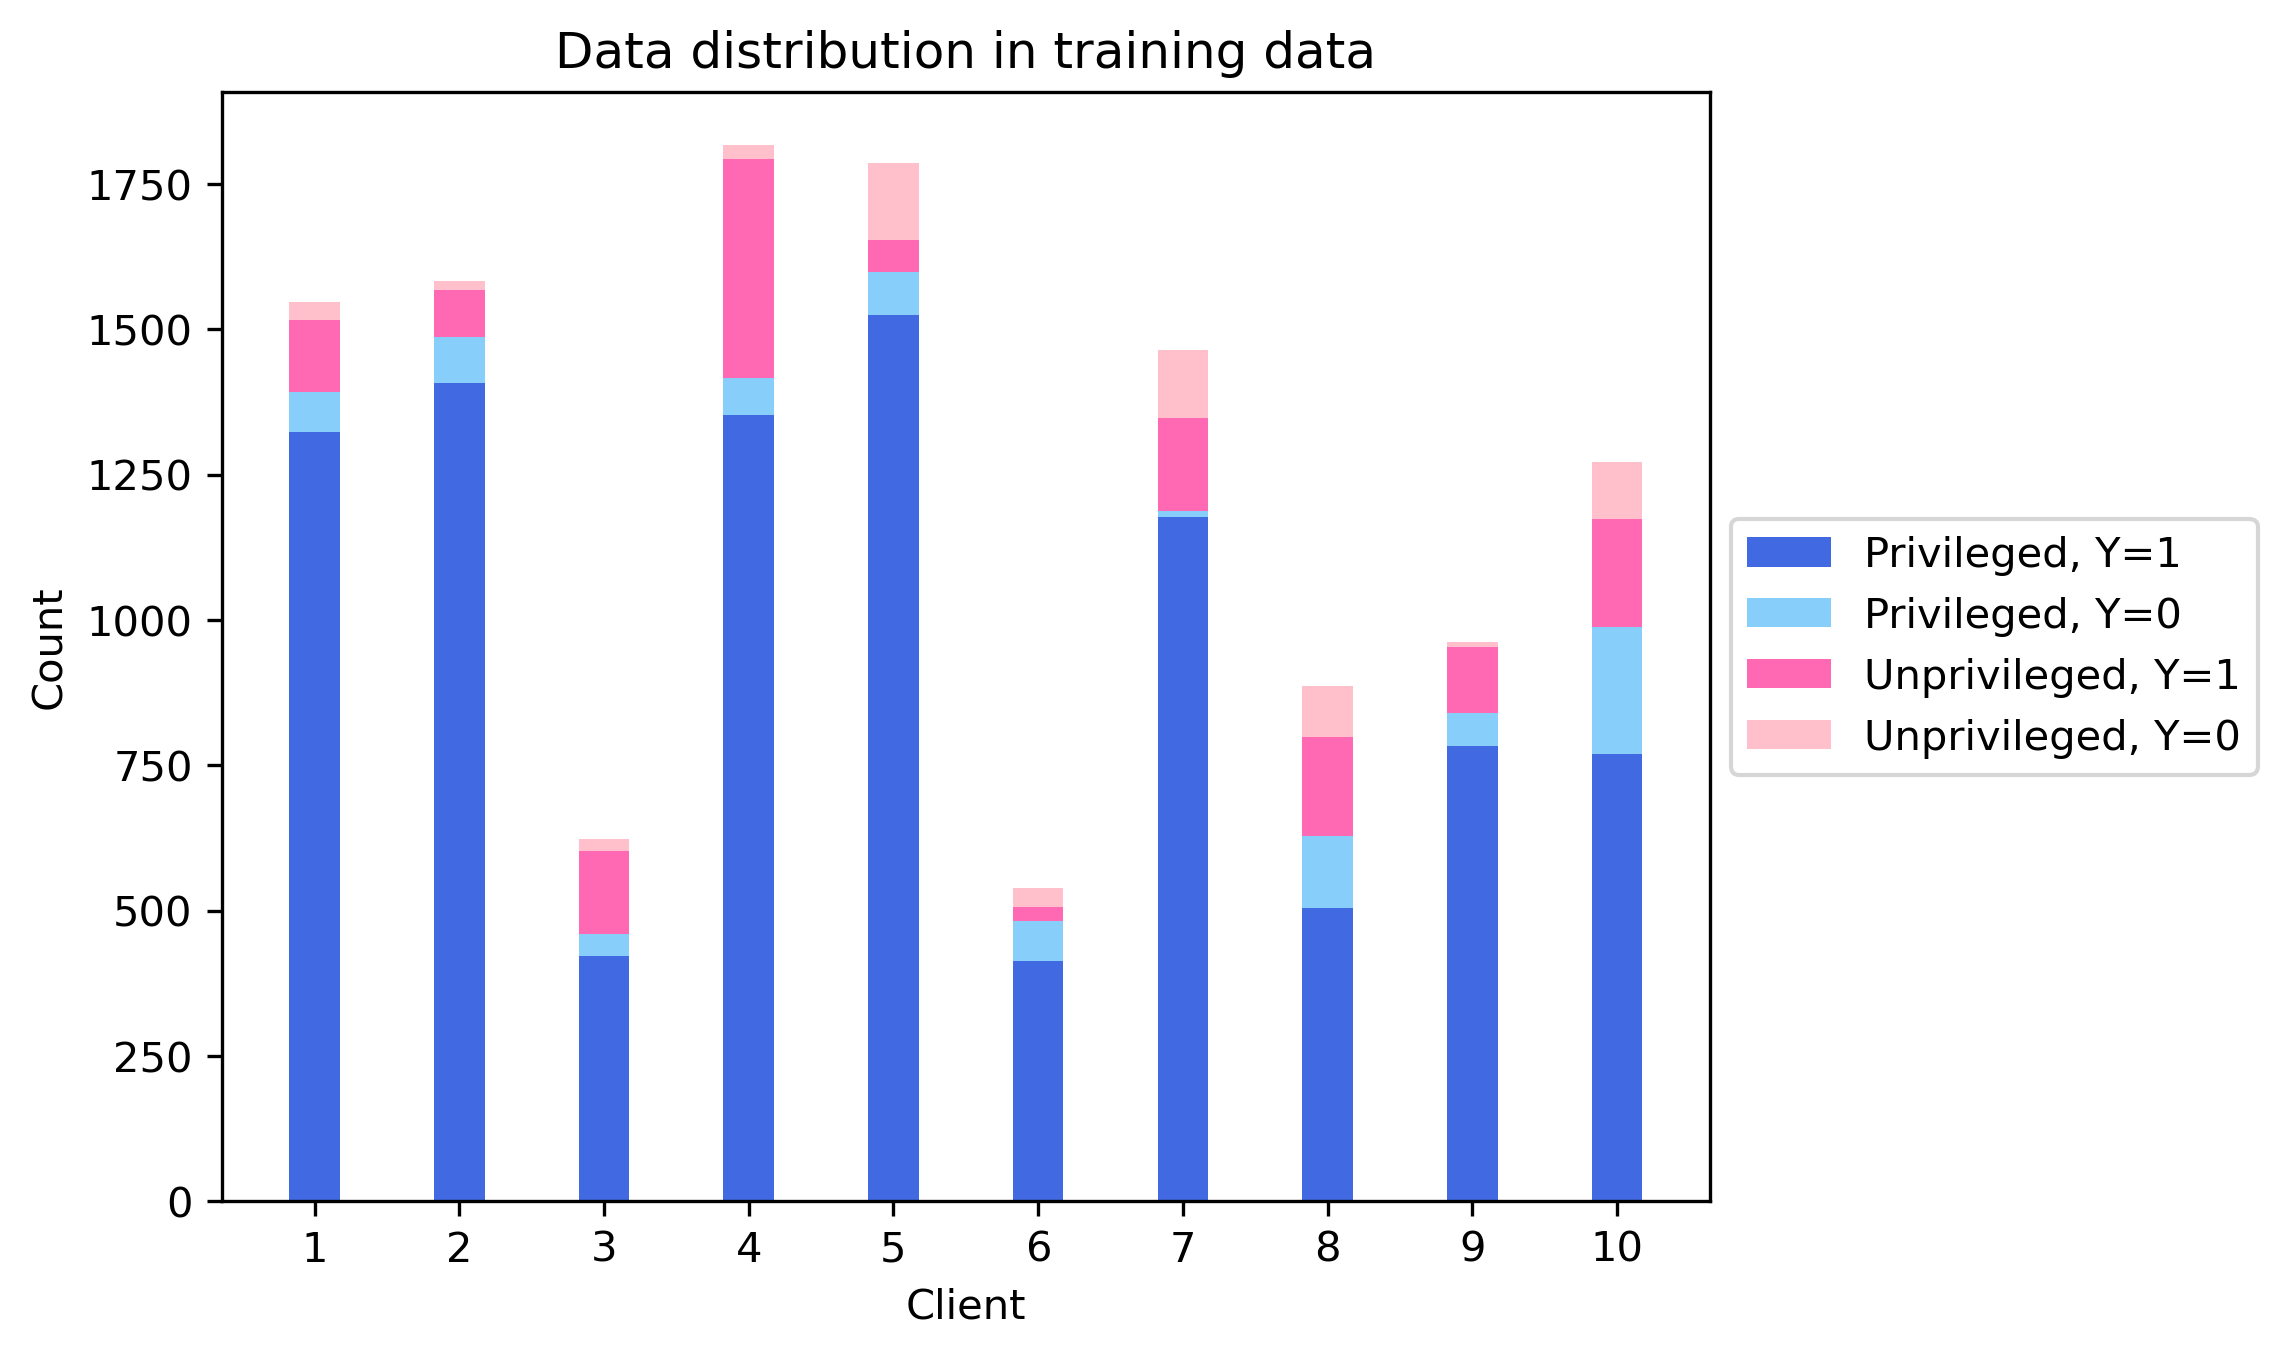 Data distribution in training data
1750
1500
1250
1000
750
500
250
0
Count
1 2 3 4 5 6 7 8 9 10
Client
Privileged, Y=1
Privileged, Y=0
Unprivileged, Y=1
Unprivileged, Y=0